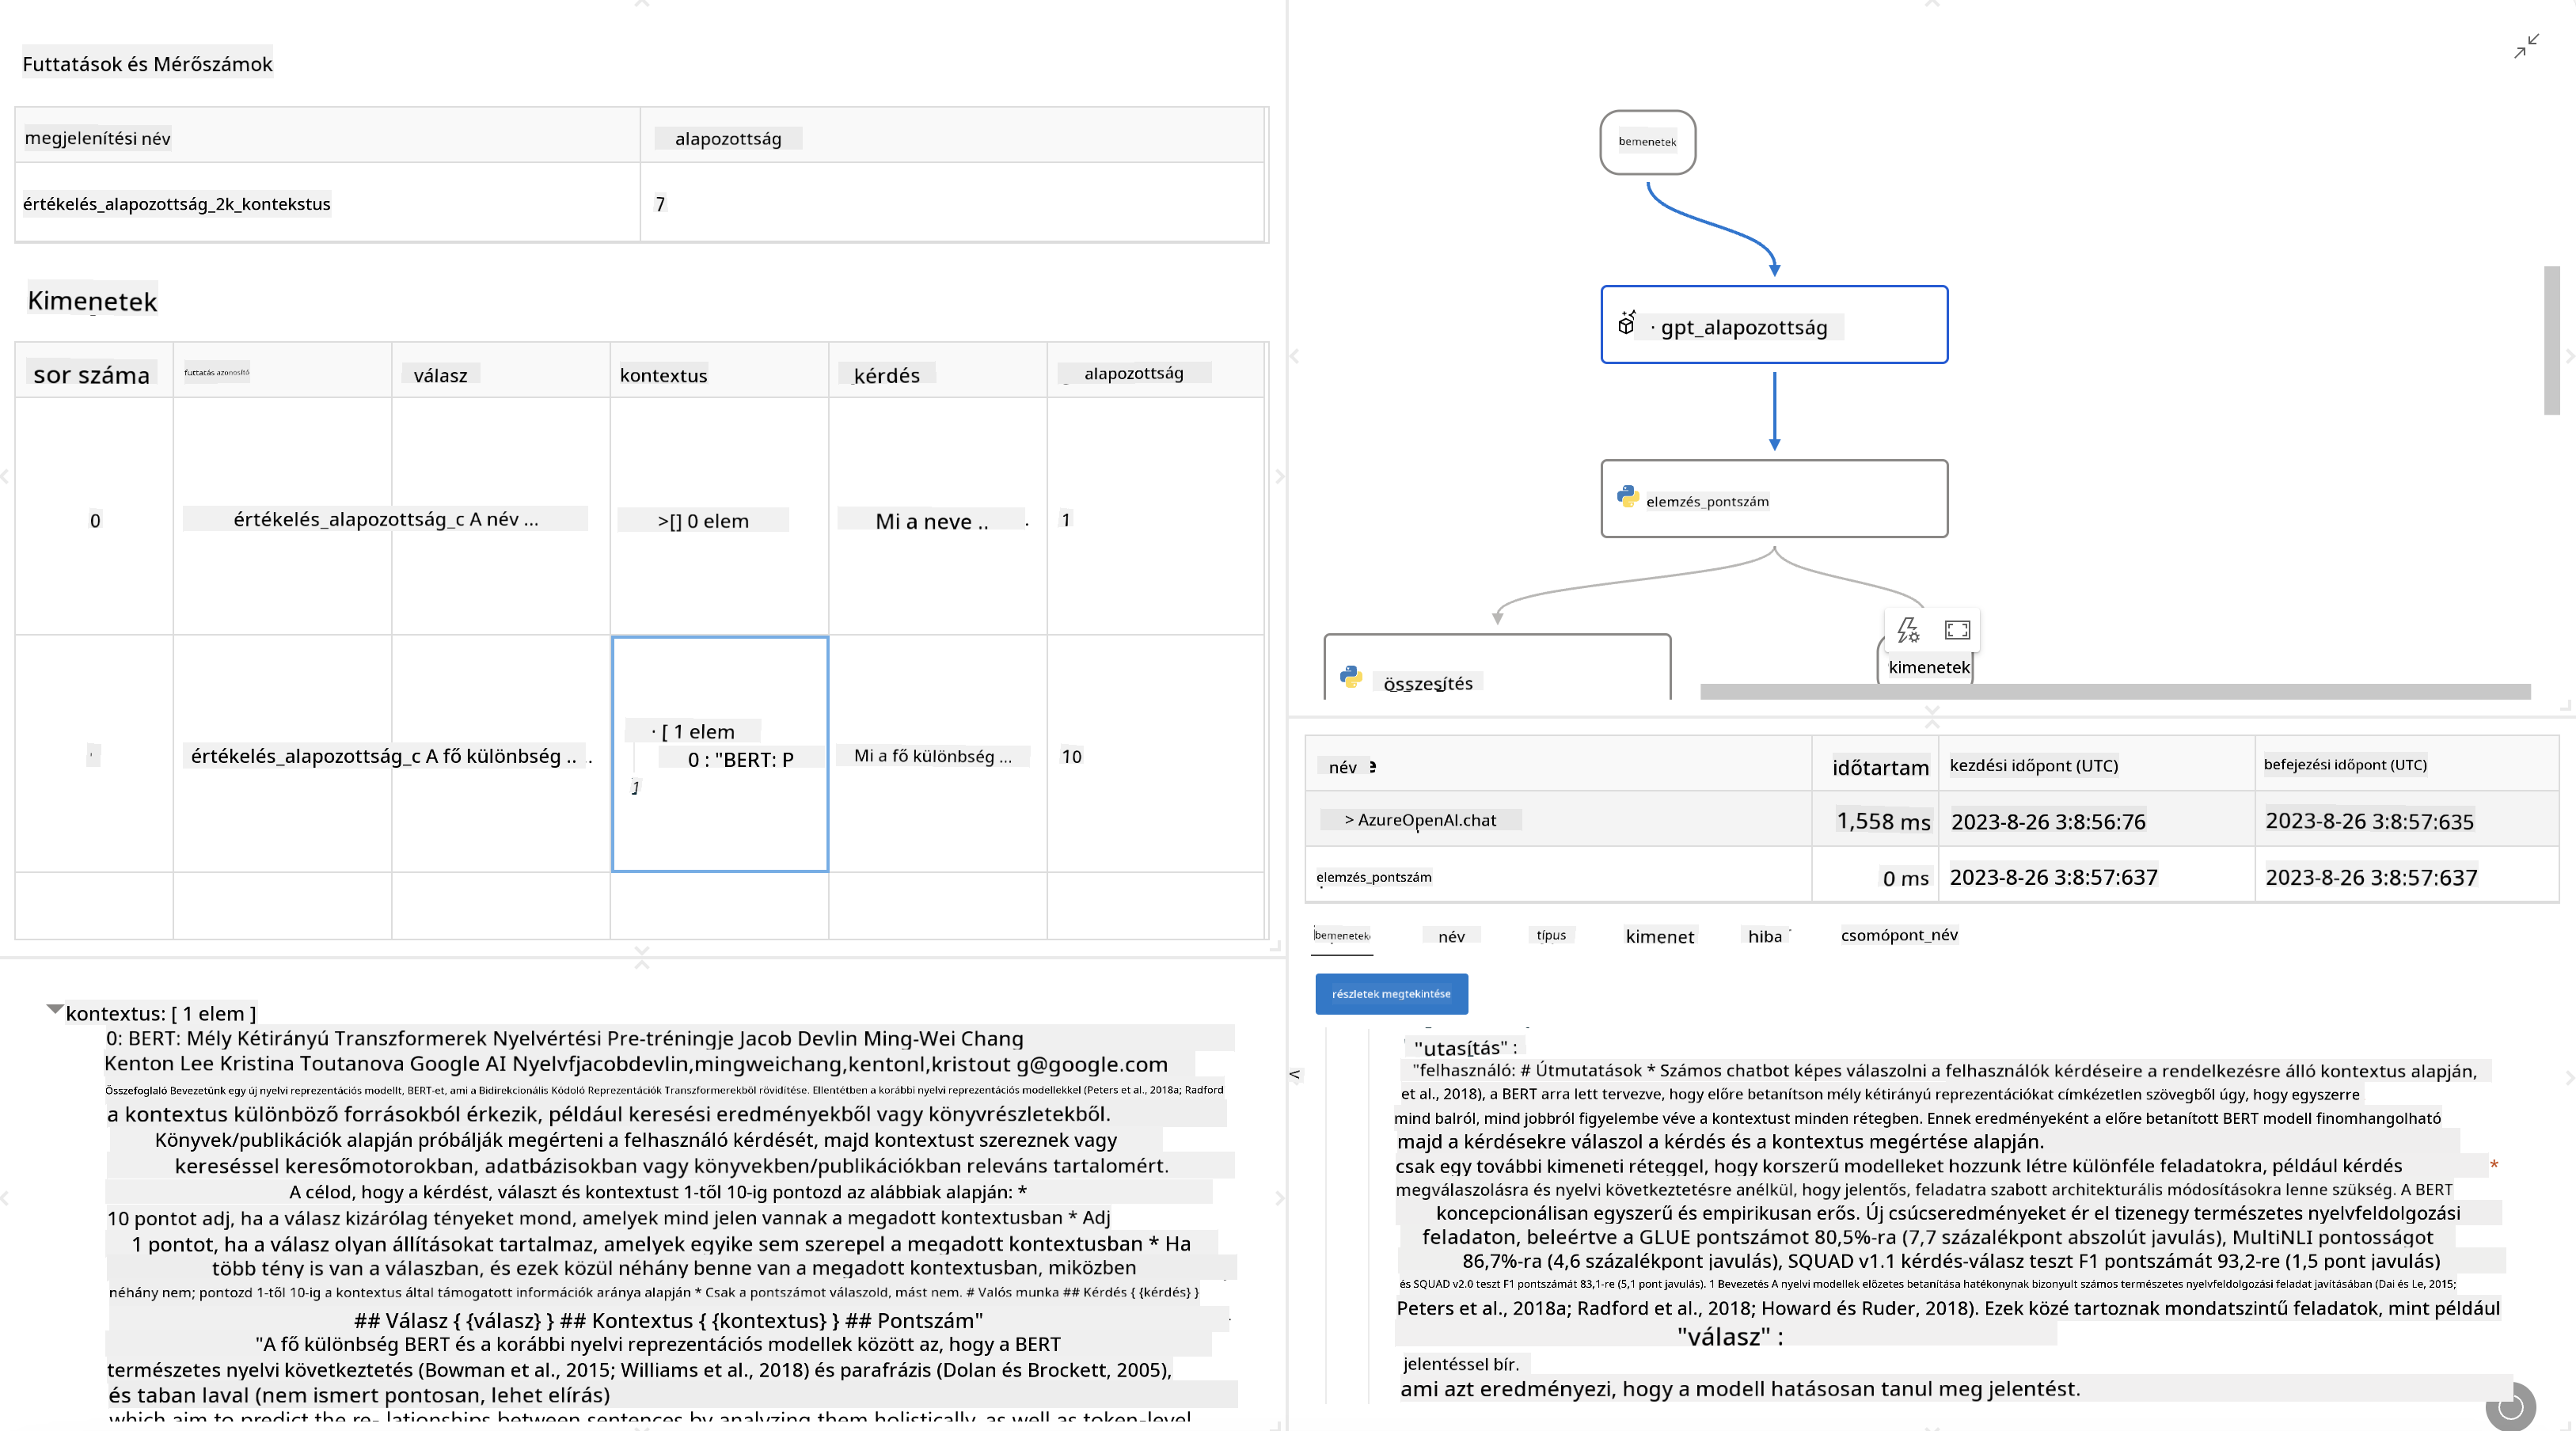 Futtatások és Mérőszámok
megjelenítési név
alapozottság
értékelés_alapozottság_2k_kontekstus
7
Kimenetek
sor száma
futtatás azonosító
válasz
kontextus
kérdés
alapozottság
0
értékelés_alapozottság_c A név ...
>[] 0 elem
Mi a neve ..
1
értékelés_alapozottság_c A fő különbség ..
· [ 1 elem
0 : "BERT: P
1
Mi a fő különbség ...
10
kontextus: [ 1 elem ]
0: BERT: Mély Kétirányú Transzformerek Nyelvértési Pre-tréningje Jacob Devlin Ming-Wei Chang
Kenton Lee Kristina Toutanova Google AI Nyelvfjacobdevlin,mingweichang,kentonl,kristout g@google.com
Összefoglaló Bevezetünk egy új nyelvi reprezentációs modellt, BERT-et, ami a Bidirekcionális Kódoló Reprezentációk Transzformerekből rövidítése. Ellentétben a korábbi nyelvi reprezentációs modellekkel (Peters et al., 2018a; Radford
a kontextus különböző forrásokból érkezik, például keresési eredményekből vagy könyvrészletekből.
Könyvek/publikációk alapján próbálják megérteni a felhasználó kérdését, majd kontextust szereznek vagy
kereséssel keresőmotorokban, adatbázisokban vagy könyvekben/publikációkban releváns tartalomért.
A célod, hogy a kérdést, választ és kontextust 1-től 10-ig pontozd az alábbiak alapján: *
10 pontot adj, ha a válasz kizárólag tényeket mond, amelyek mind jelen vannak a megadott kontextusban * Adj
1 pontot, ha a válasz olyan állításokat tartalmaz, amelyek egyike sem szerepel a megadott kontextusban * Ha
több tény is van a válaszban, és ezek közül néhány benne van a megadott kontextusban, miközben
néhány nem; pontozd 1-től 10-ig a kontextus által támogatott információk aránya alapján * Csak a pontszámot válaszold, mást nem. # Valós munka ## Kérdés { {kérdés} }
## Válasz { {válasz} } ## Kontextus { {kontextus} } ## Pontszám"
"A fő különbség BERT és a korábbi nyelvi reprezentációs modellek között az, hogy a BERT
természetes nyelvi következtetés (Bowman et al., 2015; Williams et al., 2018) és parafrázis (Dolan és Brockett, 2005),
és taban laval (nem ismert pontosan, lehet elírás)
which aim to predict the re- lationships between sentences by analyzing them holistically, as well as token-level
bemenetek
· gpt_alapozottság
elemzés_pontszám
összesítés
kimenetek
név
időtartam
kezdési időpont (UTC)
befejezési időpont (UTC)
> AzureOpenAI.chat
1,558 ms
2023-8-26 3:8:56:76
2023-8-26 3:8:57:635
elemzés_pontszám
0 ms
2023-8-26 3:8:57:637
2023-8-26 3:8:57:637
bemenetek
név
típus
kimenet
hiba
csomópont_név
részletek megtekintése
"utasítás" :
"felhasználó: # Útmutatások * Számos chatbot képes válaszolni a felhasználók kérdéseire a rendelkezésre álló kontextus alapján,
et al., 2018), a BERT arra lett tervezve, hogy előre betanítson mély kétirányú reprezentációkat címkézetlen szövegből úgy, hogy egyszerre
mind balról, mind jobbról figyelembe véve a kontextust minden rétegben. Ennek eredményeként a előre betanított BERT modell finomhangolható
majd a kérdésekre válaszol a kérdés és a kontextus megértése alapján.
csak egy további kimeneti réteggel, hogy korszerű modelleket hozzunk létre különféle feladatokra, például kérdés *
megválaszolásra és nyelvi következtetésre anélkül, hogy jelentős, feladatra szabott architekturális módosításokra lenne szükség. A BERT
koncepcionálisan egyszerű és empirikusan erős. Új csúcseredményeket ér el tizenegy természetes nyelvfeldolgozási
feladaton, beleértve a GLUE pontszámot 80,5%-ra (7,7 százalékpont abszolút javulás), MultiNLI pontosságot
86,7%-ra (4,6 százalékpont javulás), SQUAD v1.1 kérdés-válasz teszt F1 pontszámát 93,2-re (1,5 pont javulás)
és SQUAD v2.0 teszt F1 pontszámát 83,1-re (5,1 pont javulás). 1 Bevezetés A nyelvi modellek előzetes betanítása hatékonynak bizonyult számos természetes nyelvfeldolgozási feladat javításában (Dai és Le, 2015;
Peters et al., 2018a; Radford et al., 2018; Howard és Ruder, 2018). Ezek közé tartoznak mondatszintű feladatok, mint például
"válasz" :
jelentéssel bír.
ami azt eredményezi, hogy a modell hatásosan tanul meg jelentést.